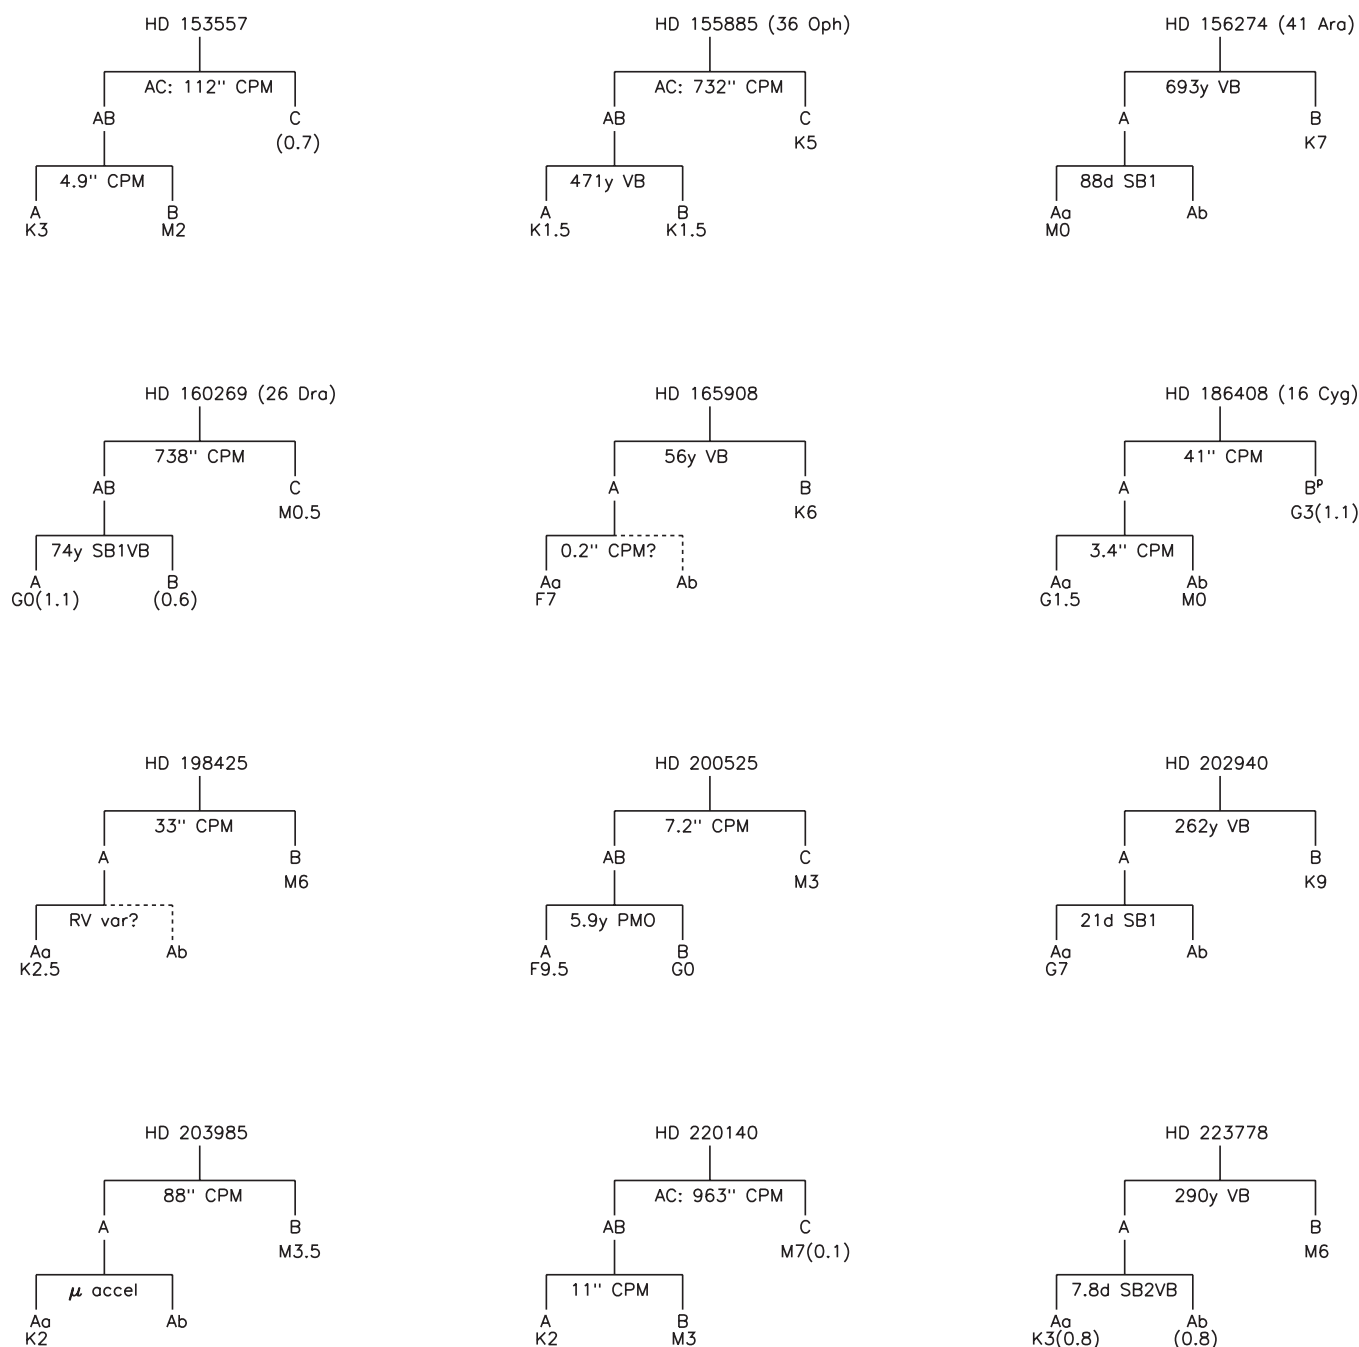 HD 153557
AC: 112" CPM
AB
C
(0.7)
4.9" CPM
A
B
K3
M2
HD 155885 (36 Oph)
AC: 732" CPM
AB
C
K5
471y VB
A
B
K1.5
K1.5
HD 156274 (41 Ara)
693y VB
A
B
K7
88d SB1
Aa
Ab
M0
HD 160269 (26 Dra)
738" CPM
AB
C
M0.5
74y SB1VB
A
B
G0(1.1)
(0.6)
HD 165908
56y VB
A
B
K6
0.2" CPM?
Aa
Ab
F7
HD 186408 (16 Cyg)
41" CPM
A
Bᵖ
G3(1.1)
3.4" CPM
Aa
Ab
G1.5
M0
HD 198425
33" CPM
A
B
M6
RV var?
Aa
Ab
K2.5
HD 200525
7.2" CPM
AB
C
M3
5.9y PMO
A
B
F9.5
G0
HD 202940
262y VB
A
B
K9
21d SB1
Aa
Ab
G7
HD 203985
88" CPM
A
B
M3.5
μ accel
Aa
Ab
K2
HD 220140
AC: 963" CPM
AB
C
M7(0.1)
11" CPM
A
B
K2
M3
HD 223778
290y VB
A
B
M6
7.8d SB2VB
Aa
Ab
K3(0.8)
(0.8)